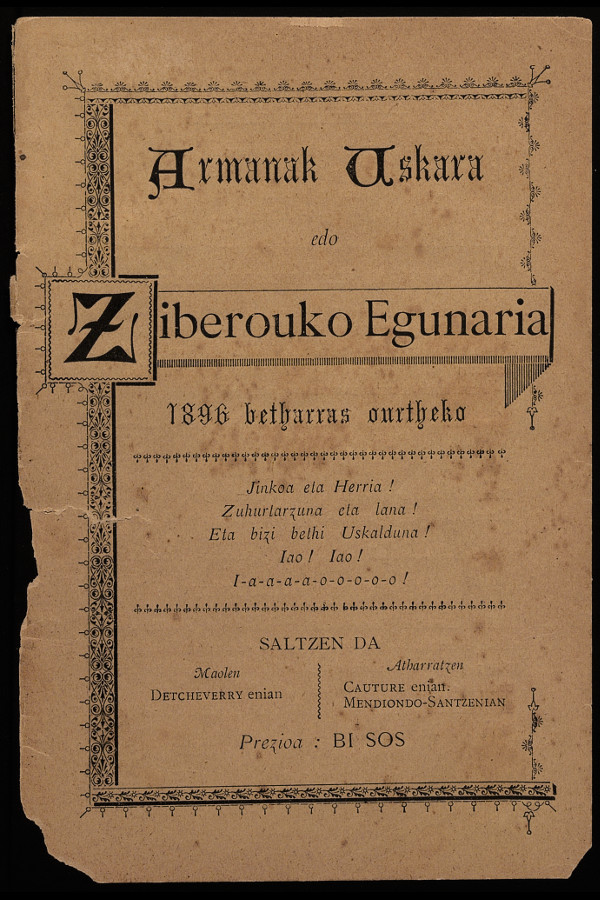 Armanak Uskara
edo
Ziberouko Egunaria
1896 betharras ourtheko
Jinkoa eta Herria !
Zuhurtarzuna eta lana !
Eta bizi bethi Uskalduna !
Iao ! Iao !
I-a-a-a-a-o-o-o-o-o !
SALTZEN DA
Maolen
DETCHEVERRY enian
Atharratzen
CAUTURE enian.
MENDIONDO-SANTZENIAN
Prezioa : BI SOS